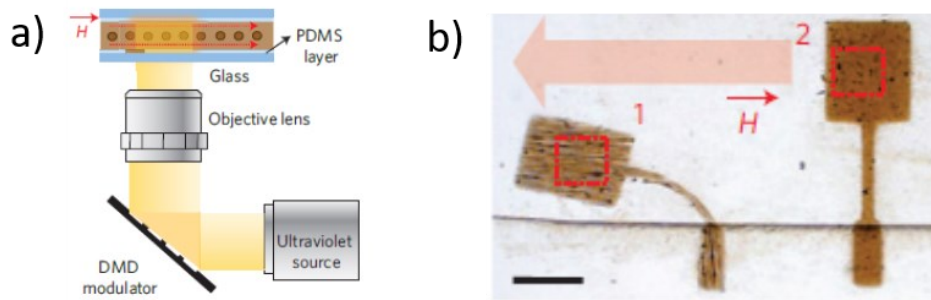 a)
H
PDMS
layer
Glass
Objective lens
Ultraviolet
source
DMD
modulator
b)
2
1
H